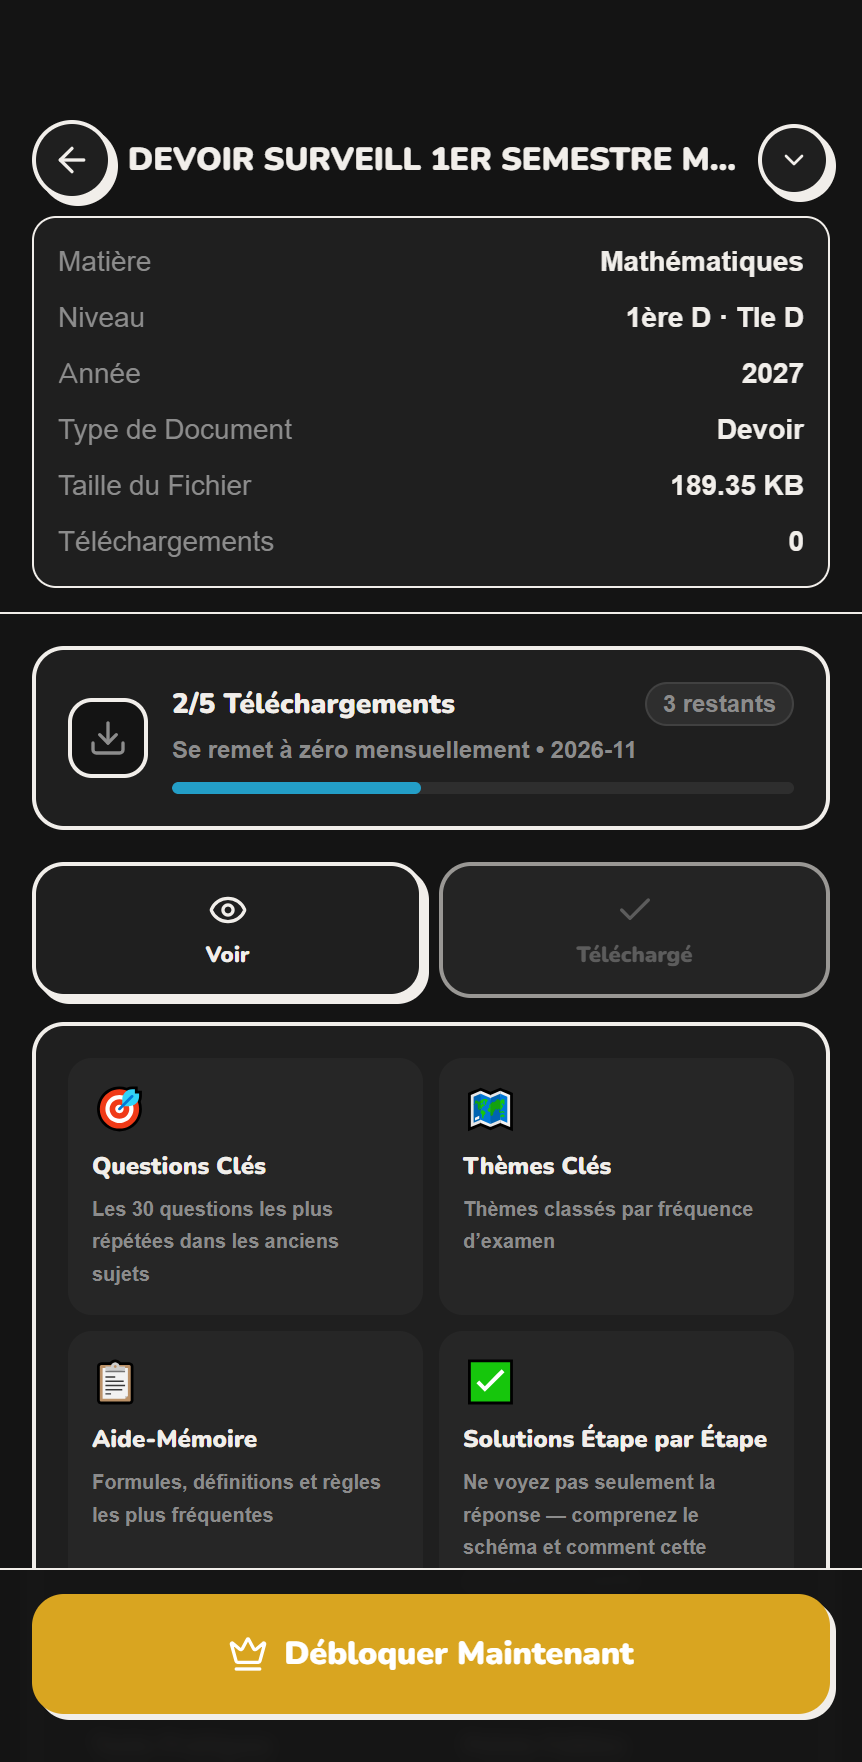 DEVOIR SURVEILL 1ER SEMESTRE M...
Matière Mathématiques
Niveau 1ère D · Tle D
Année 2027
Type de Document Devoir
Taille du Fichier 189.35 KB
Téléchargements 0
2/5 Téléchargements 3 restants
Se remet à zéro mensuellement • 2026-11
Voir
Téléchargé
Questions Clés
Les 30 questions les plus
répétées dans les anciens
sujets
Thèmes Clés
Thèmes classés par fréquence
d’examen
Aide-Mémoire
Formules, définitions et règles
les plus fréquentes
Solutions Étape par Étape
Ne voyez pas seulement la
réponse — comprenez le
schéma et comment cette
Débloquer Maintenant